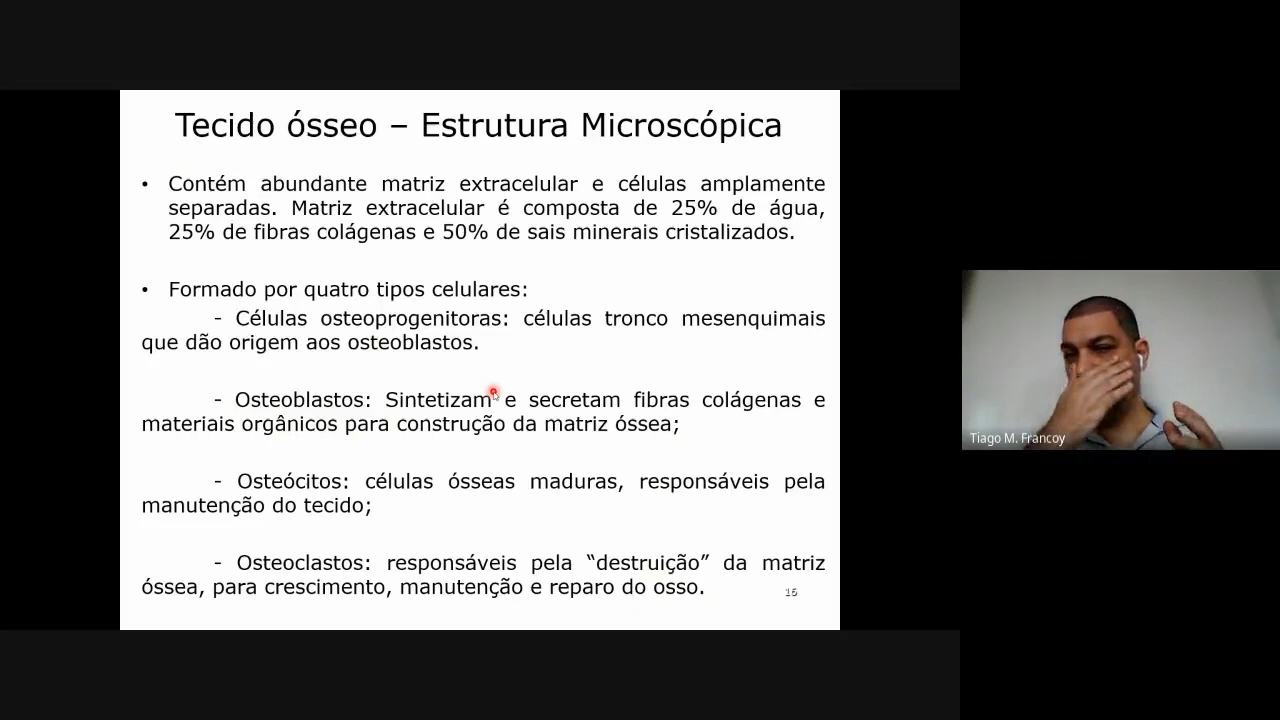 Tecido ósseo – Estrutura Microscópica
• Contém abundante matriz extracelular e células amplamente
separadas. Matriz extracelular é composta de 25% de água,
25% de fibras colágenas e 50% de sais minerais cristalizados.
• Formado por quatro tipos celulares:
- Células osteoprogenitoras: células tronco mesenquimais
que dão origem aos osteoblastos.
- Osteoblastos: Sintetizam e secretam fibras colágenas e
materiais orgânicos para construção da matriz óssea;
- Osteócitos: células ósseas maduras, responsáveis pela
manutenção do tecido;
- Osteoclastos: responsáveis pela “destruição” da matriz
óssea, para crescimento, manutenção e reparo do osso.
16
Tiago M. Francoy